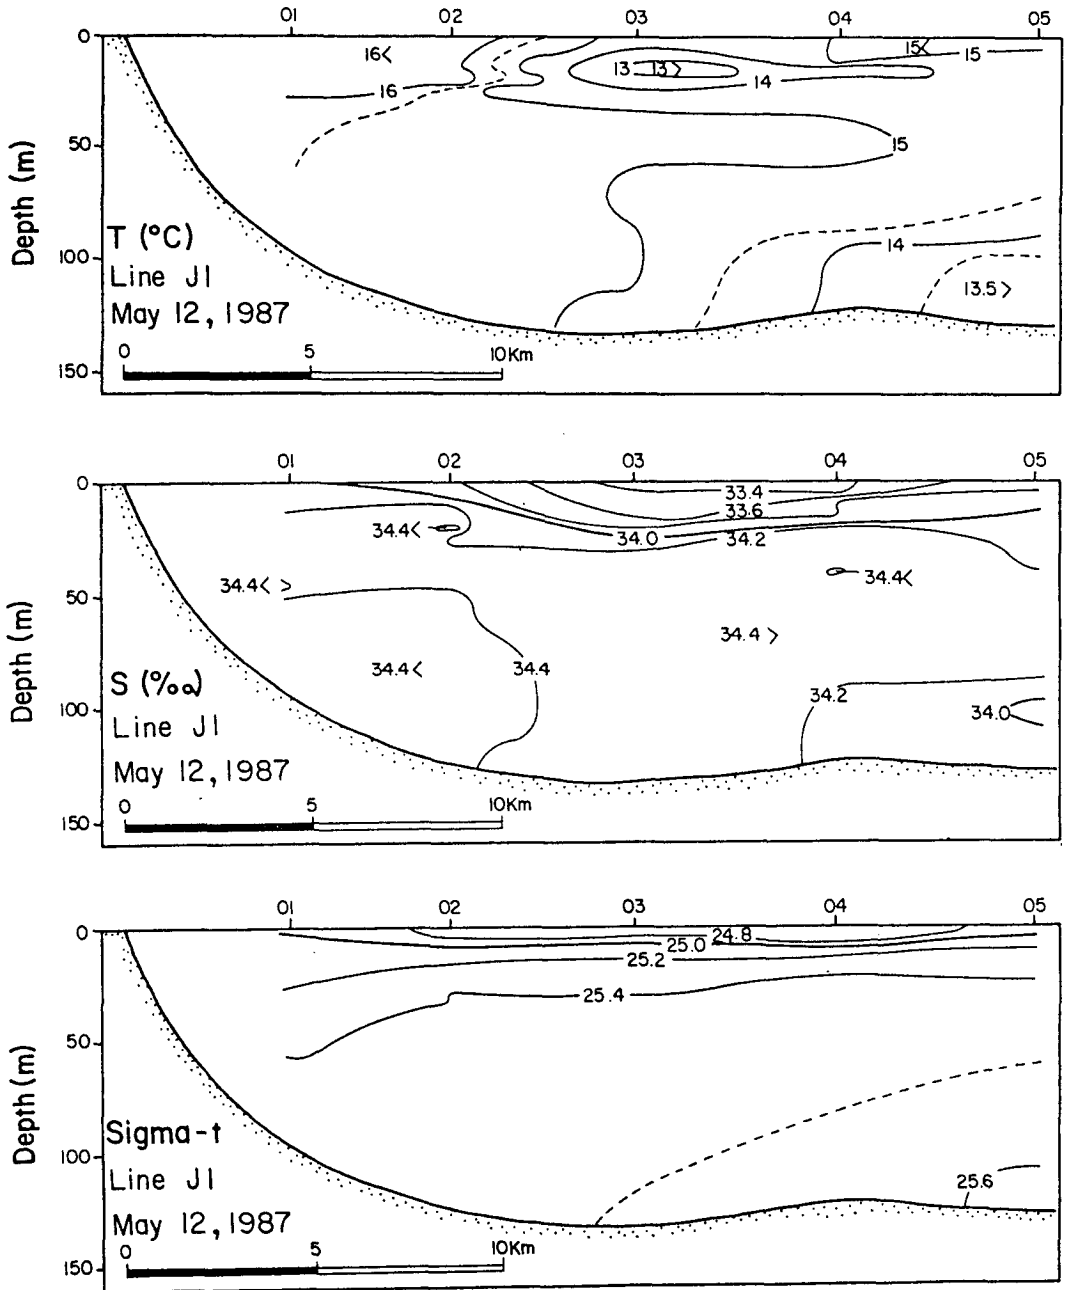 01 02 03 04 05
0
50
100
150
Depth (m)
16<
16
13
13>
14
15<
15
15
14
13.5>
T (°C)
Line J1
May 12, 1987
0 5 10Km
01 02 03 04 05
0
50
100
150
Depth (m)
33.4
33.6
34.0
34.2
34.4<
34.4<
34.4< >
34.4>
34.4<
34.4
34.2
34.0
S (‰)
Line J1
May 12, 1987
0 5 10Km
01 02 03 04 05
0
50
100
150
Depth (m)
24.8
25.0
25.2
25.4
25.6
Sigma-t
Line J1
May 12, 1987
0 5 10Km